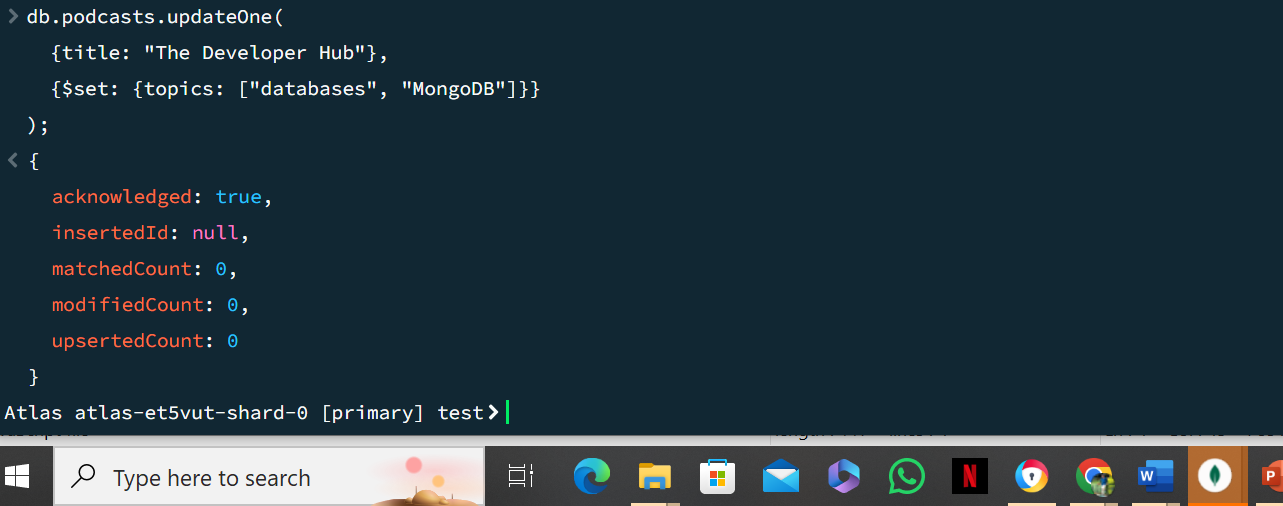 > db.podcasts.updateOne(
{title: "The Developer Hub"},
{$set: {topics: ["databases", "MongoDB"]}}
);
< {
acknowledged: true,
insertedId: null,
matchedCount: 0,
modifiedCount: 0,
upsertedCount: 0
}
Atlas atlas-et5vut-shard-0 [primary] test>
Type here to search
N
W
P